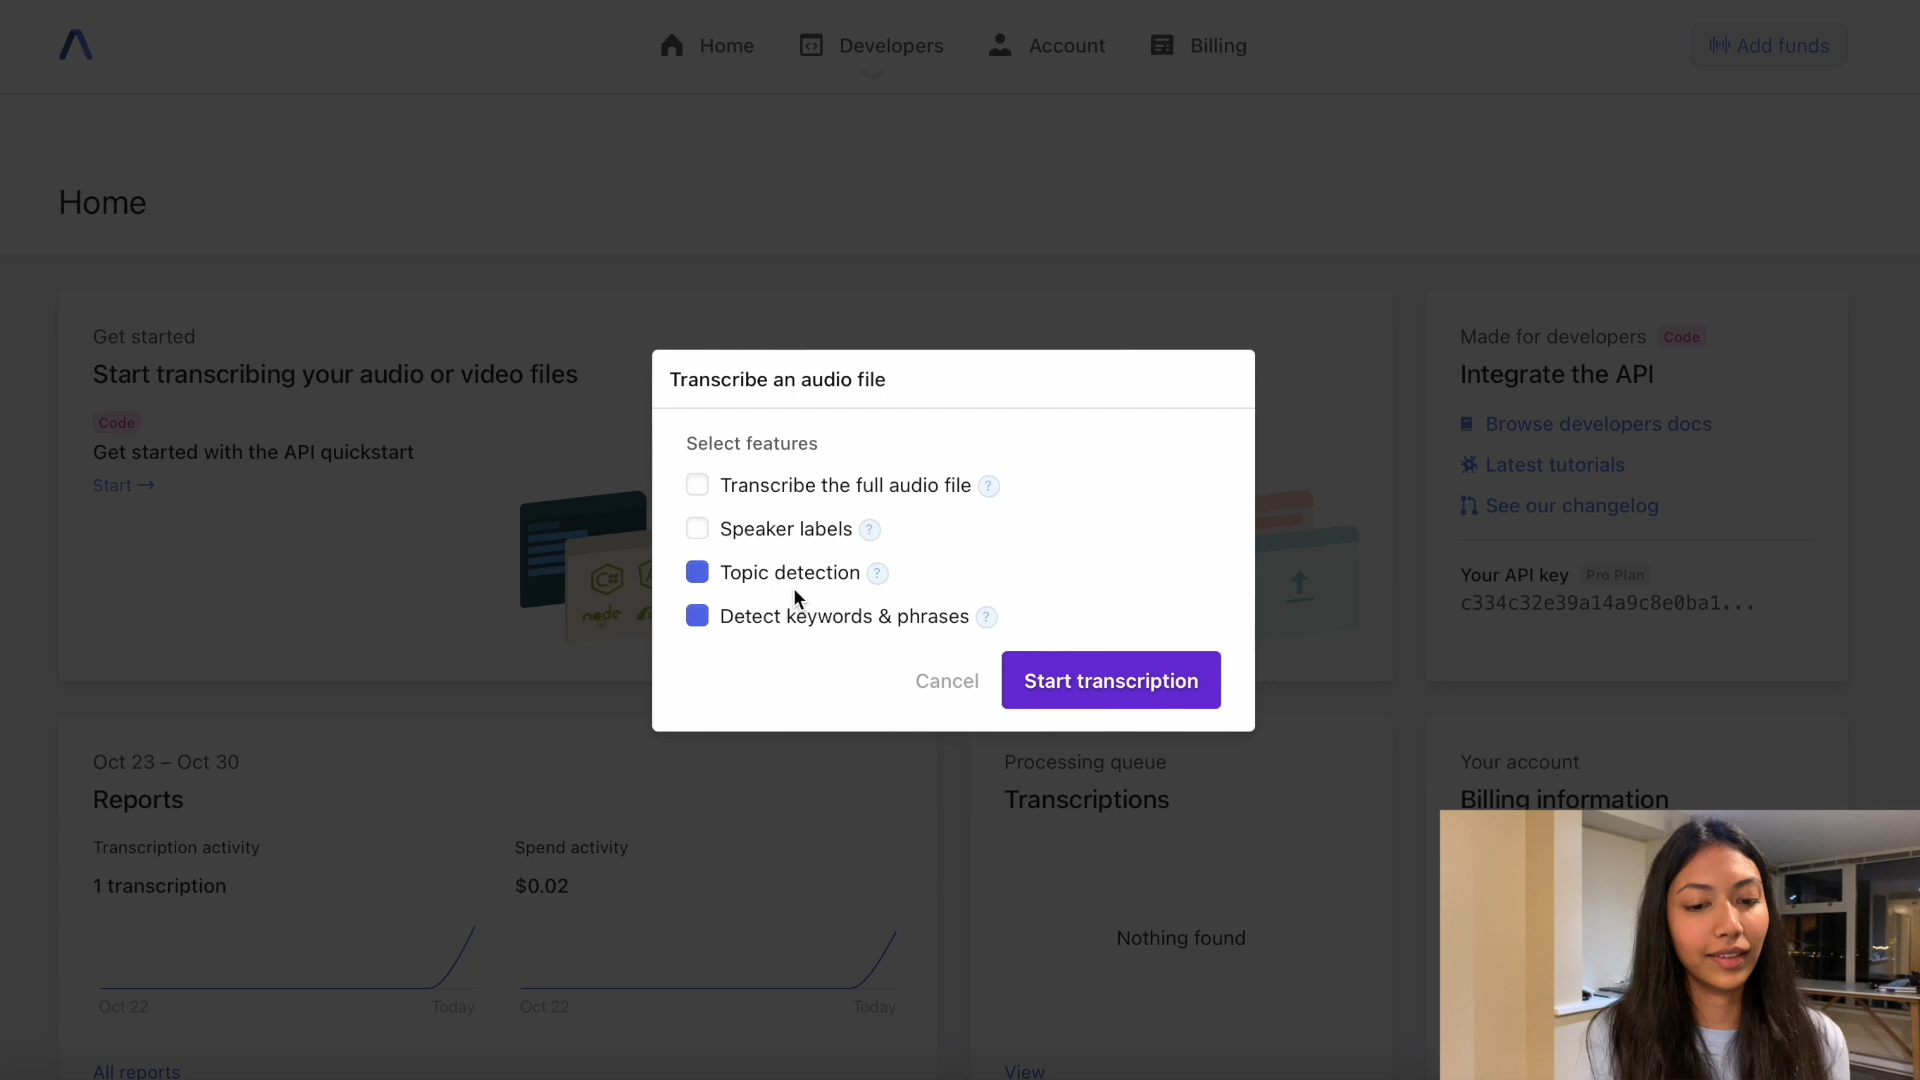 Home
Developers
Account
Billing
Add funds
Home
Get started
Start transcribing your audio or video files
Code
Get started with the API quickstart
Start →
C#
node
Made for developers Code
Integrate the API
Browse developers docs
Latest tutorials
See our changelog
Your API key Pro Plan
c334c32e39a14a9c8e0ba1...
Transcribe an audio file
Select features
Transcribe the full audio file ?
Speaker labels ?
Topic detection ?
Detect keywords & phrases ?
Cancel
Start transcription
Oct 23 – Oct 30
Reports
Transcription activity
1 transcription
Oct 22
Today
Spend activity
$0.02
Oct 22
Today
All reports
Processing queue
Transcriptions
Nothing found
View
Your account
Billing information